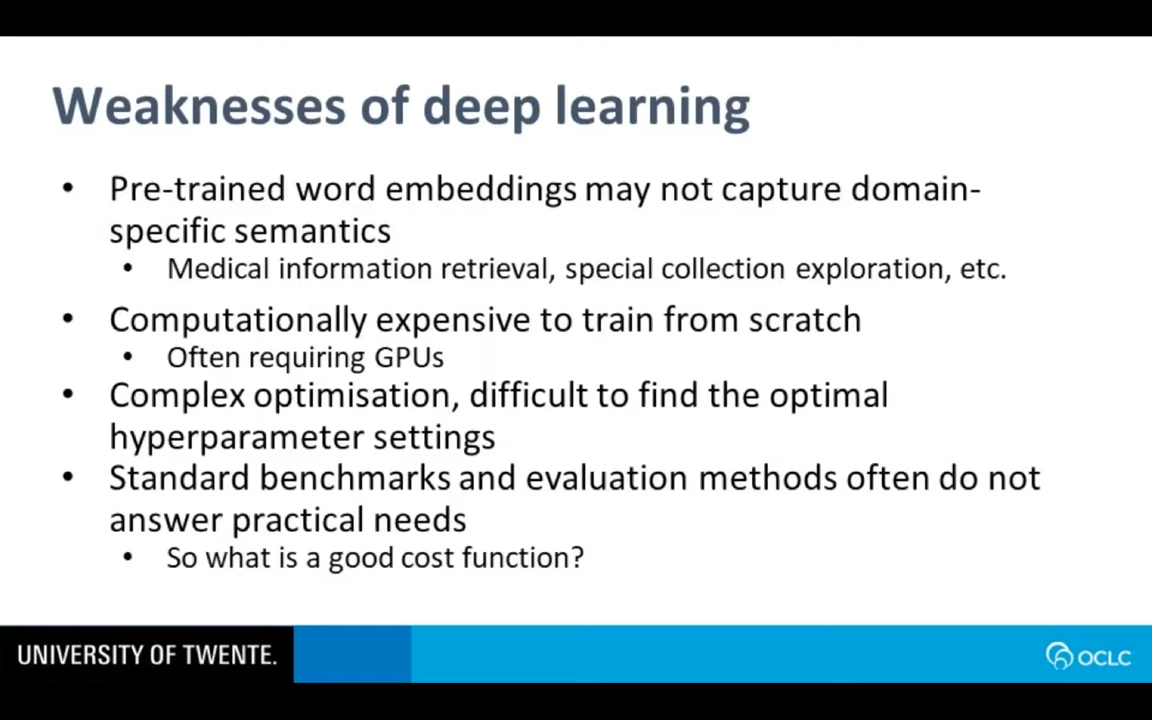 Weaknesses of deep learning
• Pre-trained word embeddings may not capture domain-
specific semantics
• Medical information retrieval, special collection exploration, etc.
• Computationally expensive to train from scratch
• Often requiring GPUs
• Complex optimisation, difficult to find the optimal
hyperparameter settings
• Standard benchmarks and evaluation methods often do not
answer practical needs
• So what is a good cost function?
UNIVERSITY OF TWENTE.
OCLC